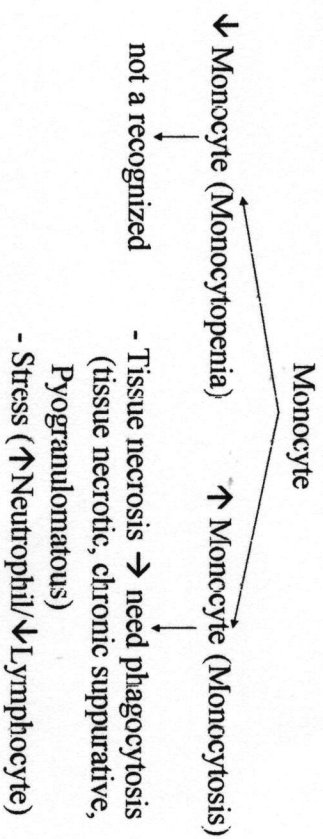 Monocyte
↓ Monocyte (Monocytopenia)
↑ Monocyte (Monocytosis)
not a recognized
- Tissue necrosis → need phagocytosis
(tissue necrotic, chronic suppurative,
Pyogranulomatous)
- Stress (↑Neutrophil/↓Lymphocyte)